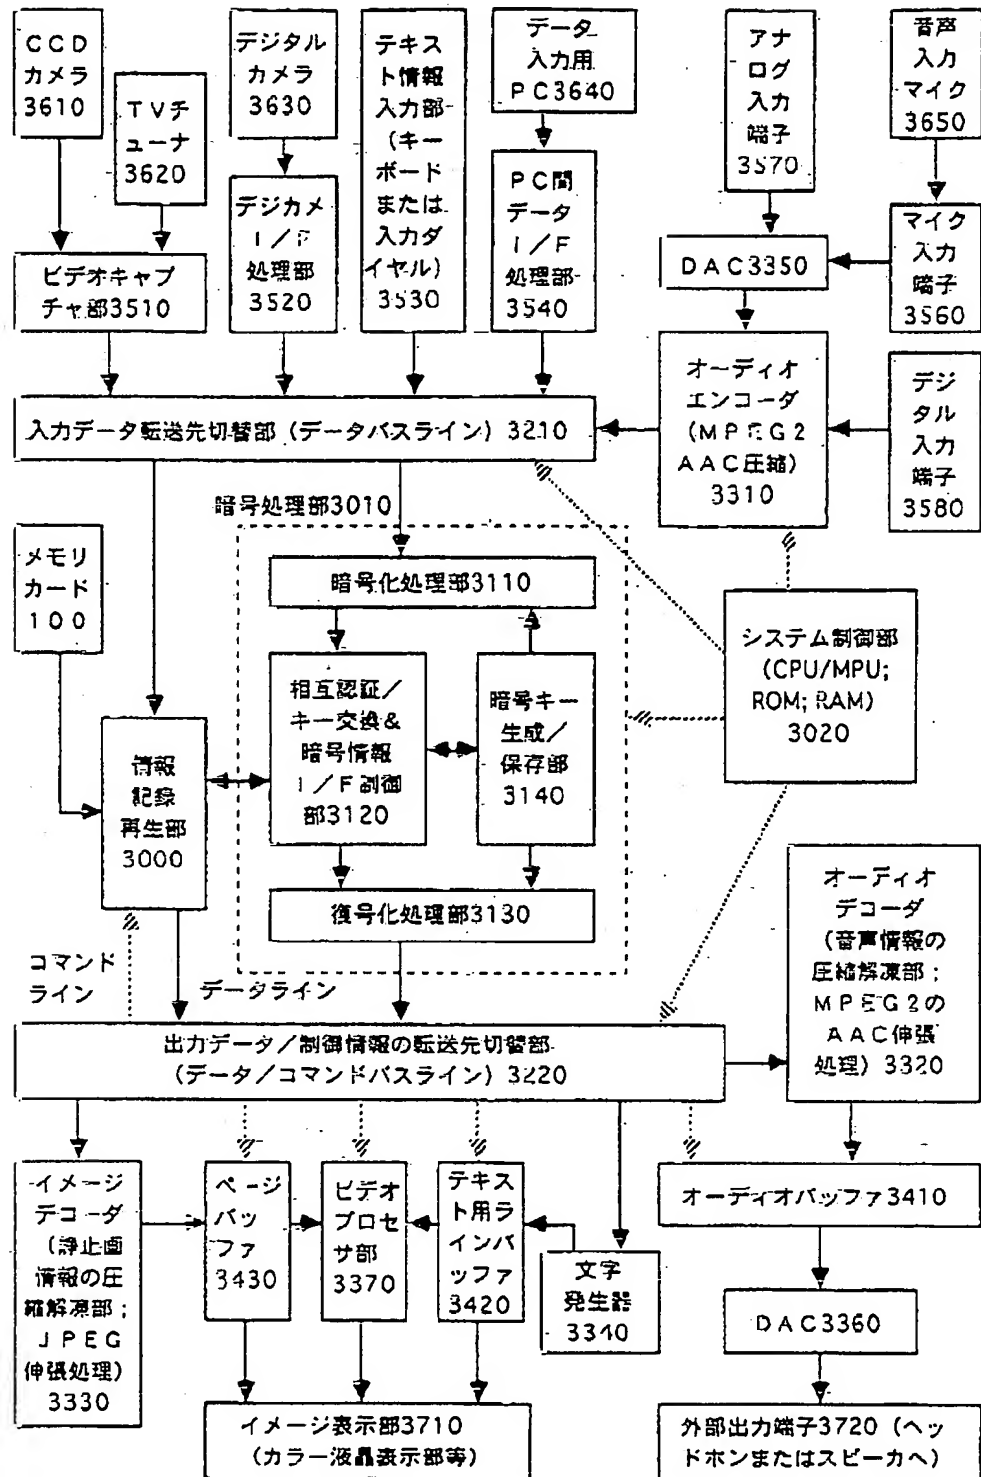 CCD
カメラ
3610
TVチ
ューナ
3620
デジタル
カメラ
3630
テキス
ト情報
入力部
(キー
ボード
または
入力ダ
イヤル)
3530
データ
入力用
PC3640
アナ
ログ
入力
端子
3570
音声
入力
マイク
3650
ビデオキャプ
チャ部3510
デジカメ
I/F
処理部
3520
PC間
データ
I/F
処理部
3540
DAC3350
マイク
入力
端子
3560
オーディオ
エンコーダ
(MPEG2
AAC圧縮)
3310
デジ
タル
入力
端子
3580
入力データ転送先切替部(データバスライン)3210
暗号処理部3010
メモリ
カード
100
暗号化処理部3110
相互認証/
キー交換&
暗号情報
I/F制御
部3120
暗号キー
生成/
保存部
3140
システム制御部
(CPU/MPU;
ROM; RAM)
3020
情報
記録
再生部
3000
復号化処理部3130
コマンド
ライン
データライン
オーディオ
デコーダ
(音声情報の
圧縮解凍部;
MPEG2の
AAC伸張
処理)3320
出力データ/制御情報の転送先切替部
(データ/コマンドバスライン)3220
イメージ
デコーダ
(静止画
情報の圧
縮解凍部;
JPEG
伸張処理)
3330
ページ
バッ
ファ
3430
ビデオ
プロセ
サ部
3370
テキス
ト用ラ
インバ
ッファ
3420
文字
発生器
3340
オーディオバッファ3410
DAC3360
イメージ表示部3710
(カラー液晶表示部等)
外部出力端子3720(ヘッ
ドホンまたはスピーカへ)